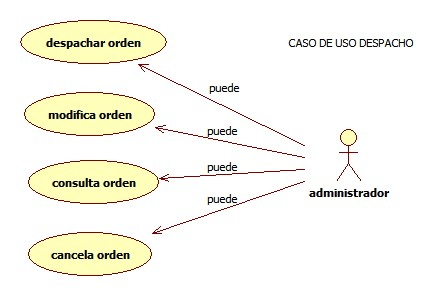 despachar orden
CASO DE USO DESPACHO
puede
modifica orden
puede
puede
consulta orden
administrador
puede
cancela orden